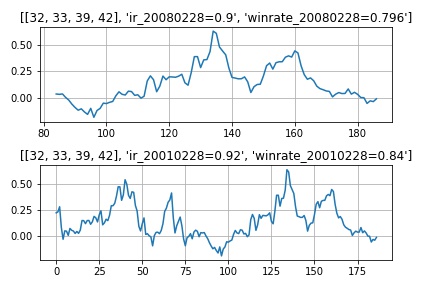 [[32, 33, 39, 42], 'ir_20080228=0.9', 'winrate_20080228=0.796']
0.50
0.25
0.00
80 100 120 140 160 180
[[32, 33, 39, 42], 'ir_20010228=0.92', 'winrate_20010228=0.84']
0.50
0.25
0.00
0 25 50 75 100 125 150 175